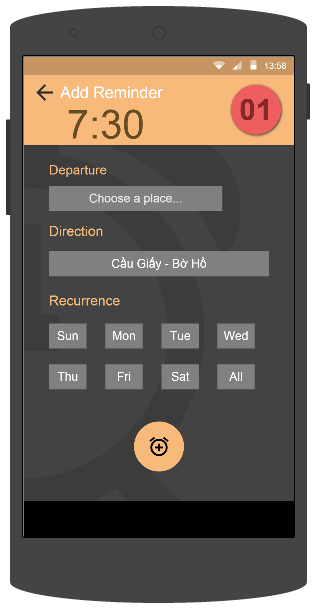 13:58
Add Reminder
7:30
01
Departure
Choose a place...
Direction
Cầu Giấy - Bờ Hồ
Recurrence
Sun Mon Tue Wed
Thu Fri Sat All